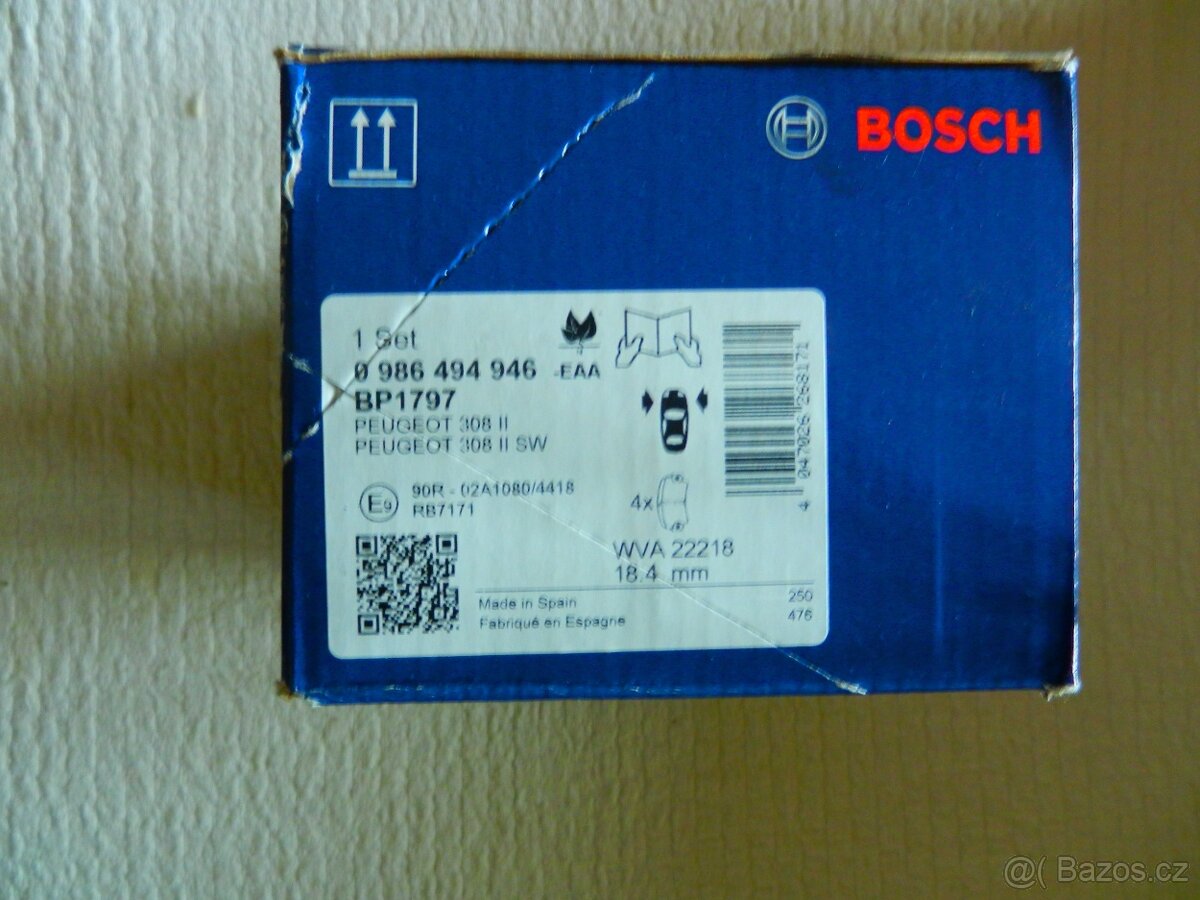 BOSCH
1 Set
0 986 494 946 -EAA
BP1797
PEUGEOT 308 II
PEUGEOT 308 II SW
4
E9
90R - 02A1080/4418
RB7171
4x
WVA 22218
18.4 mm
Made in Spain
Fabriqué en Espagne
250
476
4 047026 268171
@( Bazos.cz